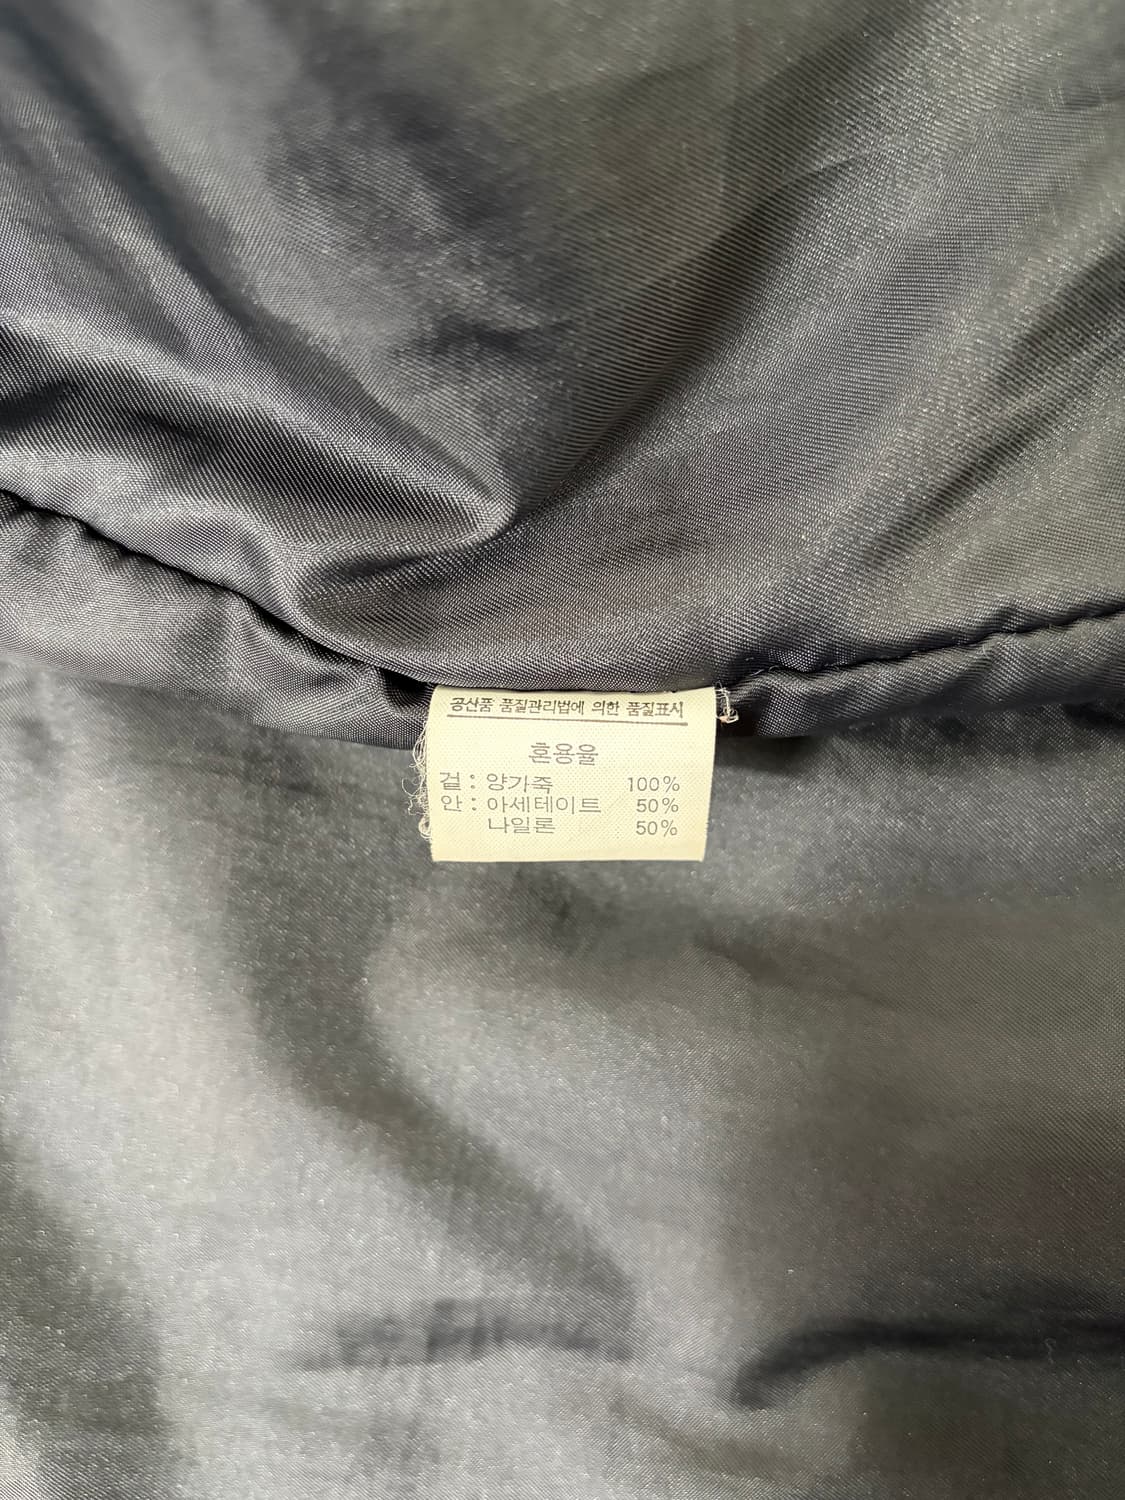 공산품 품질관리법에 의한 품질표시
혼용율
겉 : 양가죽 100%
안 : 아세테이트 50%
나일론 50%